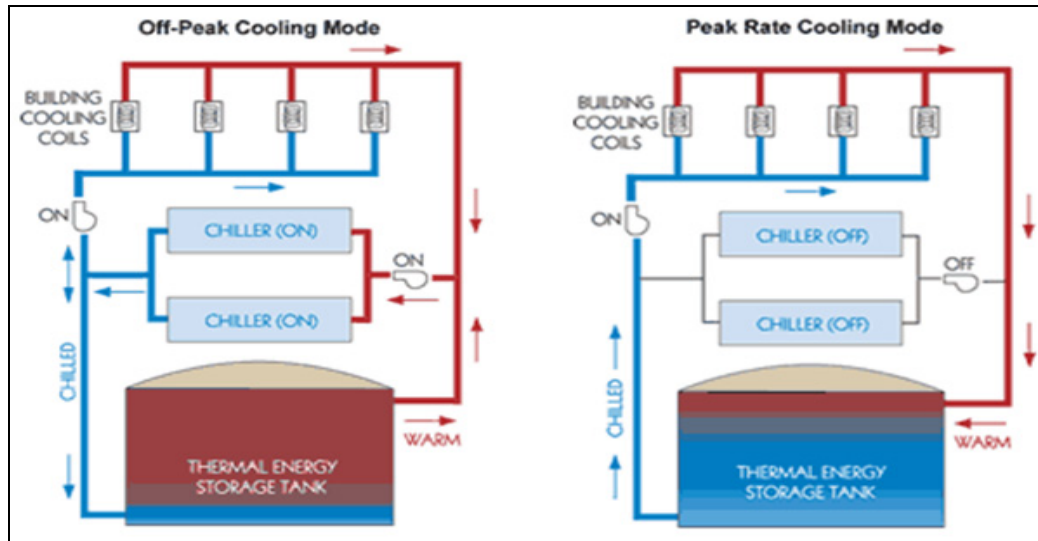 Off-Peak Cooling Mode
BUILDING
COOLING
COILS
ON
CHILLER (ON)
ON
CHILLER (ON)
CHILLED
WARM
THERMAL ENERGY
STORAGE TANK
Peak Rate Cooling Mode
BUILDING
COOLING
COILS
ON
CHILLER (OFF)
OFF
CHILLER (OFF)
CHILLED
WARM
THERMAL ENERGY
STORAGE TANK